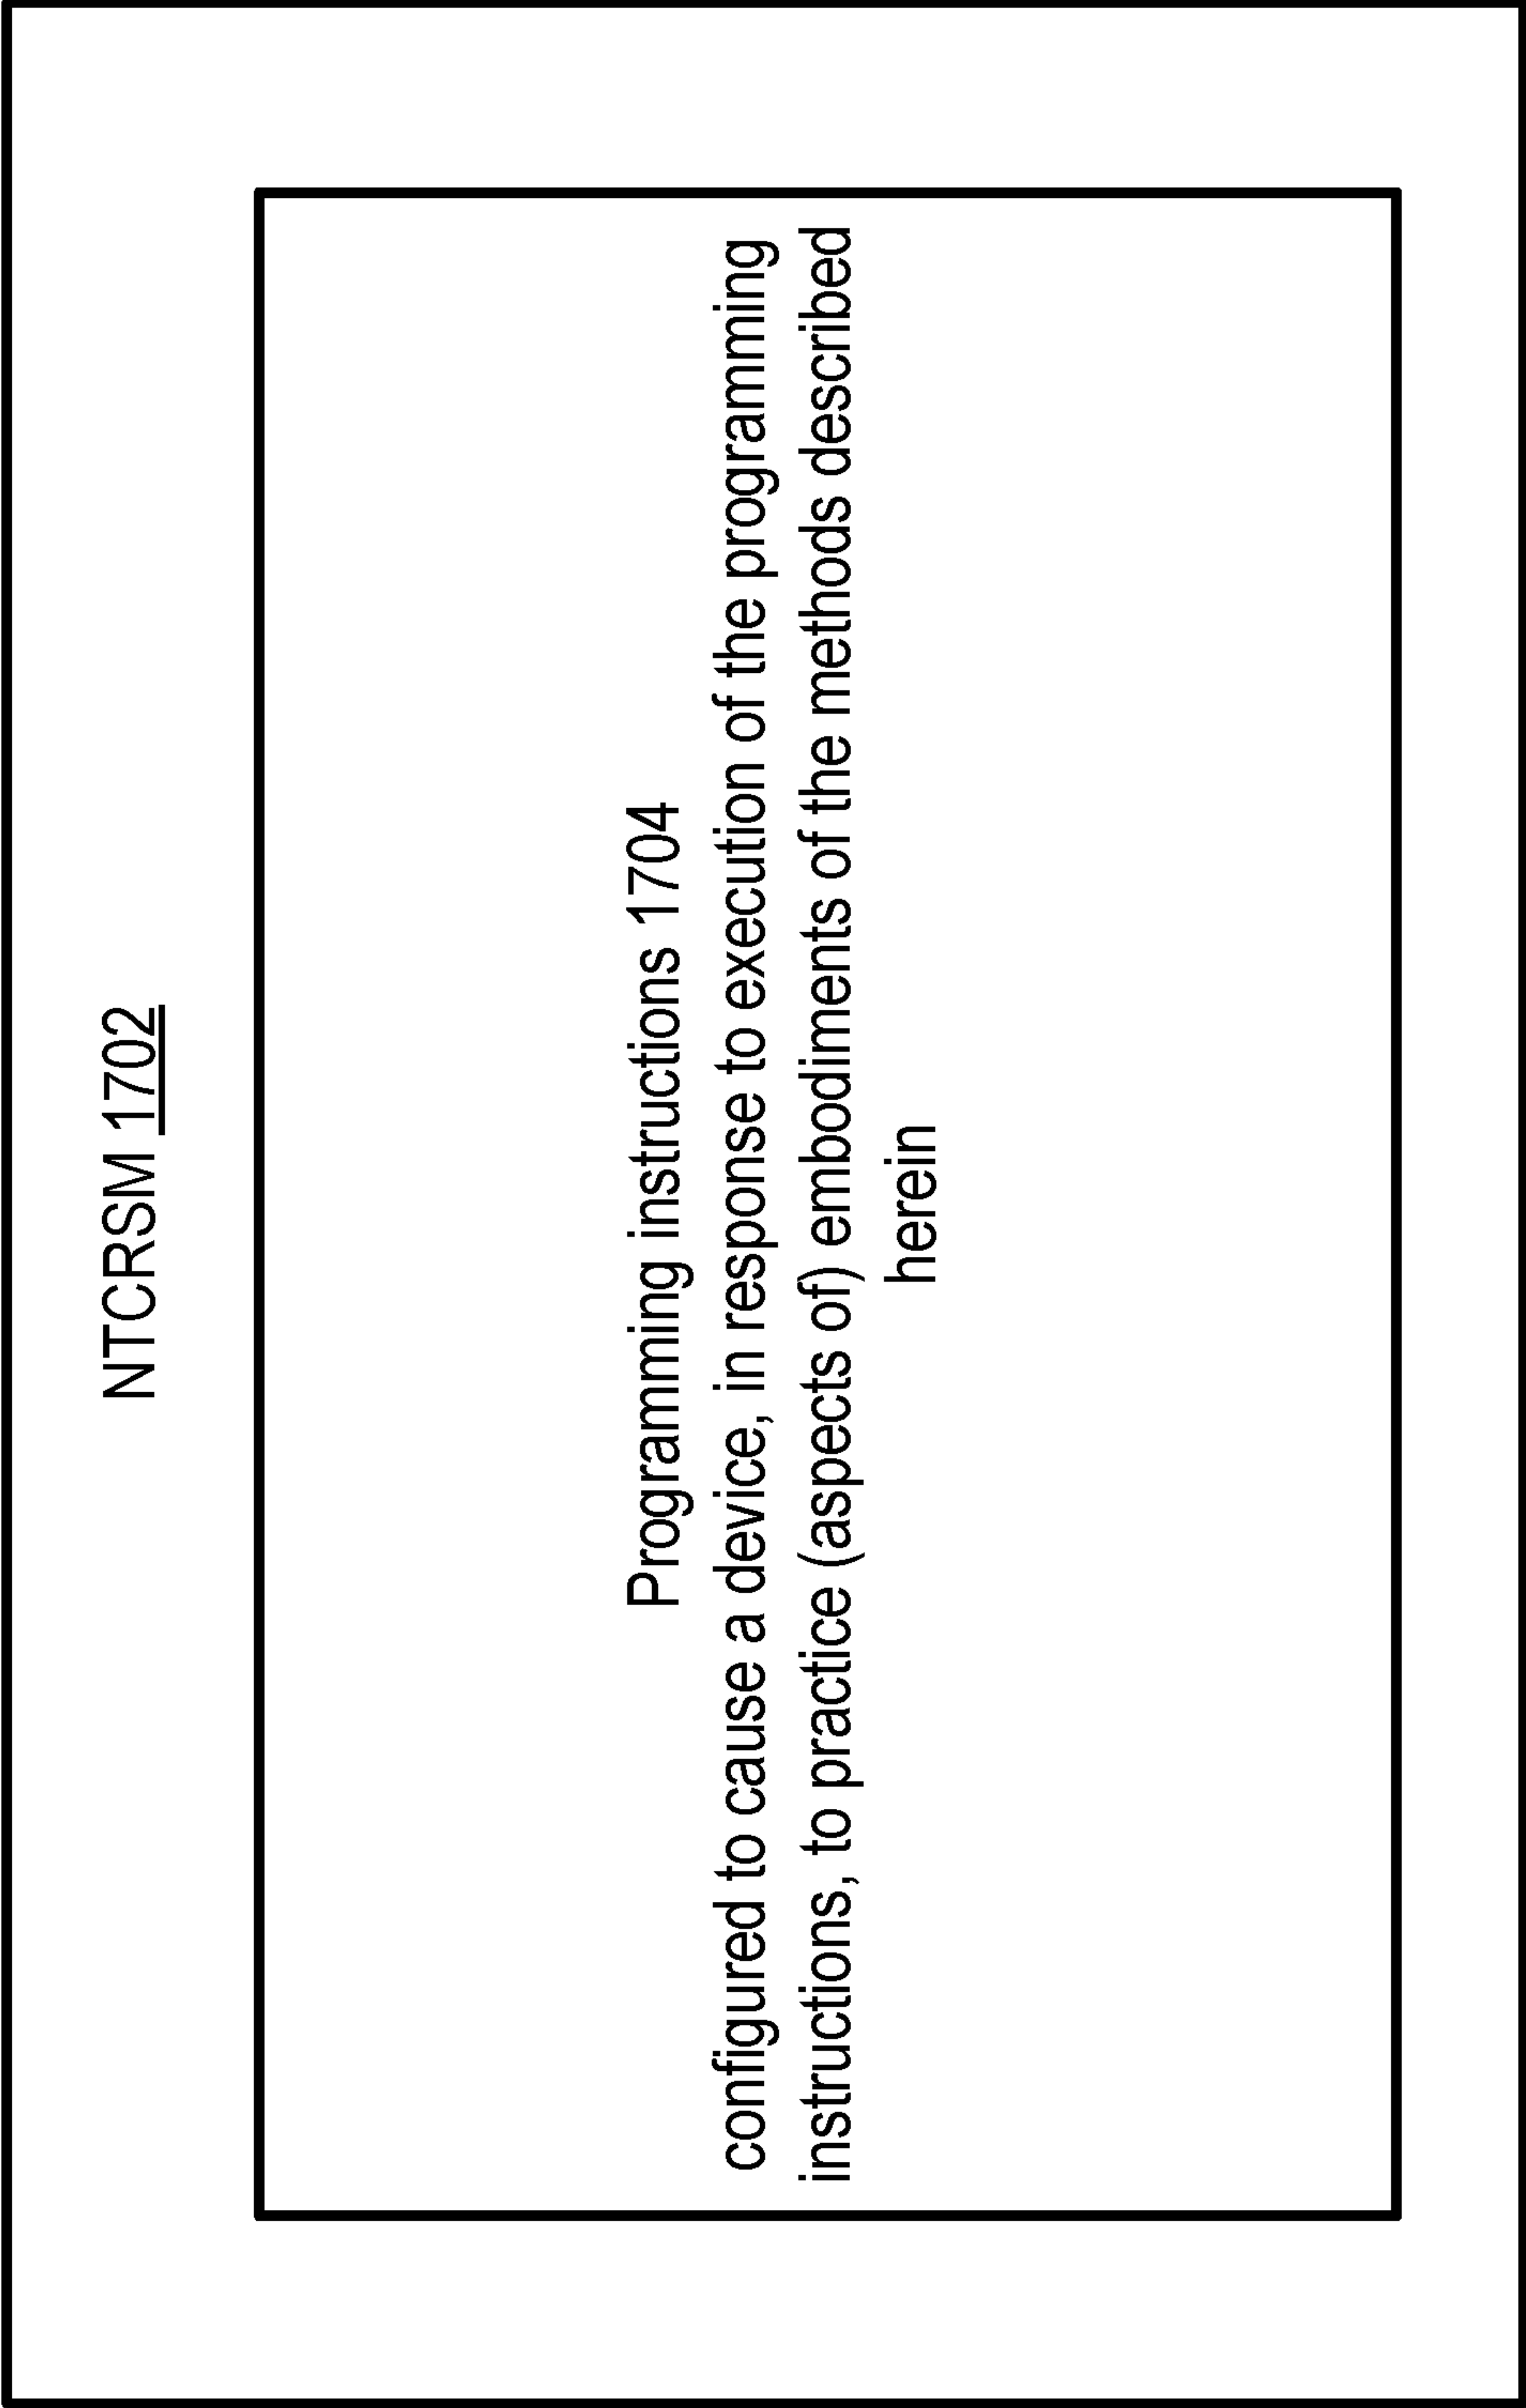 NTCRSM 1702
Programming instructions 1704
configured to cause a device, in response to execution of the programming
instructions, to practice (aspects of) embodiments of the methods described
herein